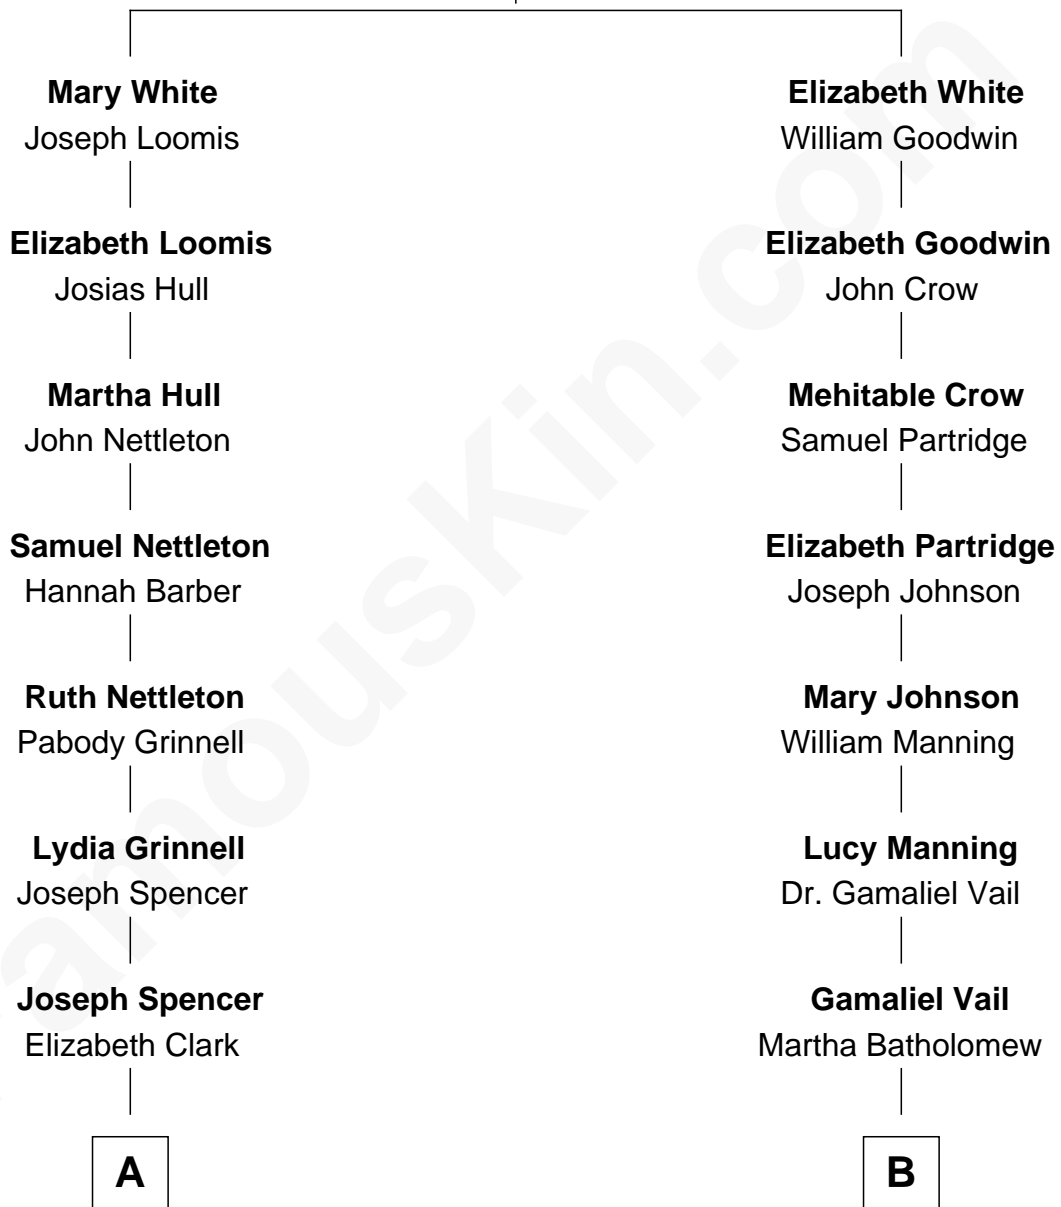 Mary White
Joseph Loomis
Elizabeth Loomis
Josias Hull
Martha Hull
John Nettleton
Samuel Nettleton
Hannah Barber
Ruth Nettleton
Pabody Grinnell
Lydia Grinnell
Joseph Spencer
Joseph Spencer
Elizabeth Clark
A
Elizabeth White
William Goodwin
Elizabeth Goodwin
John Crow
Mehitable Crow
Samuel Partridge
Elizabeth Partridge
Joseph Johnson
Mary Johnson
William Manning
Lucy Manning
Dr. Gamaliel Vail
Gamaliel Vail
Martha Batholomew
B
amouskin.com